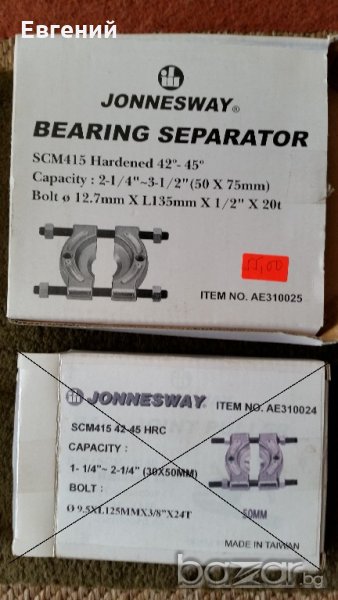 Евгений
JONNESWAY®
BEARING SEPARATOR
SCM415 Hardened 42°- 45°
Capacity : 2-1/4"~3-1/2"(50 X 75mm)
Bolt ø 12.7mm X L135mm X 1/2" X 20t
55,00
ITEM NO. AE310025
JONNESWAY®
ITEM NO. AE310024
SCM415 42-45 HRC
CAPACITY :
1- 1/4"~ 2-1/4" (30X50MM)
BOLT :
Ø 9.5XL125MMX3/8"X24T
50MM
MADE IN TAIWAN
bazar.bg